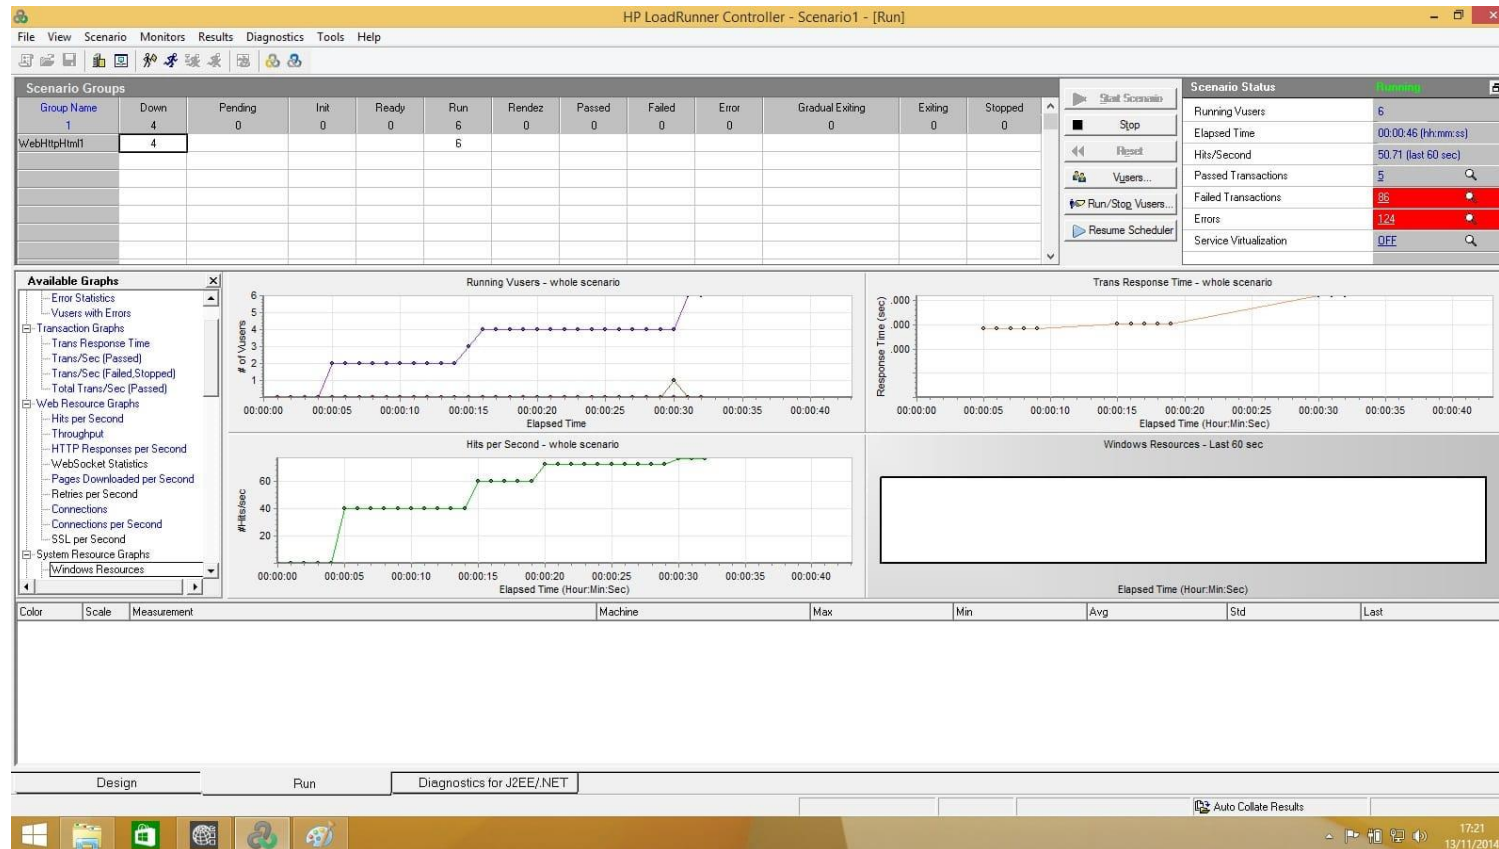 HP LoadRunner Controller - Scenario1 - [Run]
File View Scenario Monitors Results Diagnostics Tools Help
Scenario Groups
Group Name Down Pending Init Ready Run Rendez Passed Failed Error Gradual Exiting Exiting Stopped
1 4 0 0 0 6 0 0 0 0 0 0 0
WebHttpHtml1 4 6
Start Scenario
Stop
Reset
Vusers...
Run/Stop Vusers...
Resume Scheduler
Scenario Status Running
Running Vusers 6
Elapsed Time 00:00:46 (hh:mm:ss)
Hits/Second 50.71 (last 60 sec)
Passed Transactions 5
Failed Transactions 86
Errors 124
Service Virtualization OFF
Available Graphs
Error Statistics
Vusers with Errors
Transaction Graphs
Trans Response Time
Trans/Sec (Passed)
Trans/Sec (Failed,Stopped)
Total Trans/Sec (Passed)
Web Resource Graphs
Hits per Second
Throughput
HTTP Responses per Second
WebSocket Statistics
Pages Downloaded per Second
Retries per Second
Connections
Connections per Second
SSL per Second
System Resource Graphs
Windows Resources
Running Vusers - whole scenario
# of Vusers
6
5
4
3
2
1
00:00:00 00:00:05 00:00:10 00:00:15 00:00:20 00:00:25 00:00:30 00:00:35 00:00:40
Elapsed Time
Trans Response Time - whole scenario
Response Time (sec)
.000
.000
.000
00:00:00 00:00:05 00:00:10 00:00:15 00:00:20 00:00:25 00:00:30 00:00:35 00:00:40
Elapsed Time (Hour:Min:Sec)
Hits per Second - whole scenario
#Hits/sec
60
40
20
00:00:00 00:00:05 00:00:10 00:00:15 00:00:20 00:00:25 00:00:30 00:00:35 00:00:40
Elapsed Time (Hour:Min:Sec)
Windows Resources - Last 60 sec
Elapsed Time (Hour:Min:Sec)
Color Scale Measurement Machine Max Min Avg Std Last
Design Run Diagnostics for J2EE/.NET
Auto Collate Results
17:21
13/11/2014